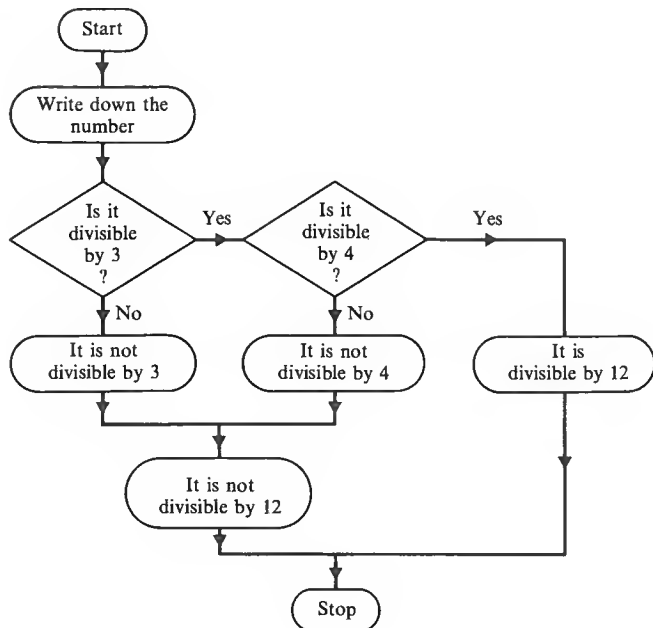 Start
Write down the
number
Is it
divisible
by 3
?
Yes
Is it
divisible
by 4
?
Yes
No
No
It is not
divisible by 3
It is not
divisible by 4
It is
divisible by 12
It is not
divisible by 12
Stop